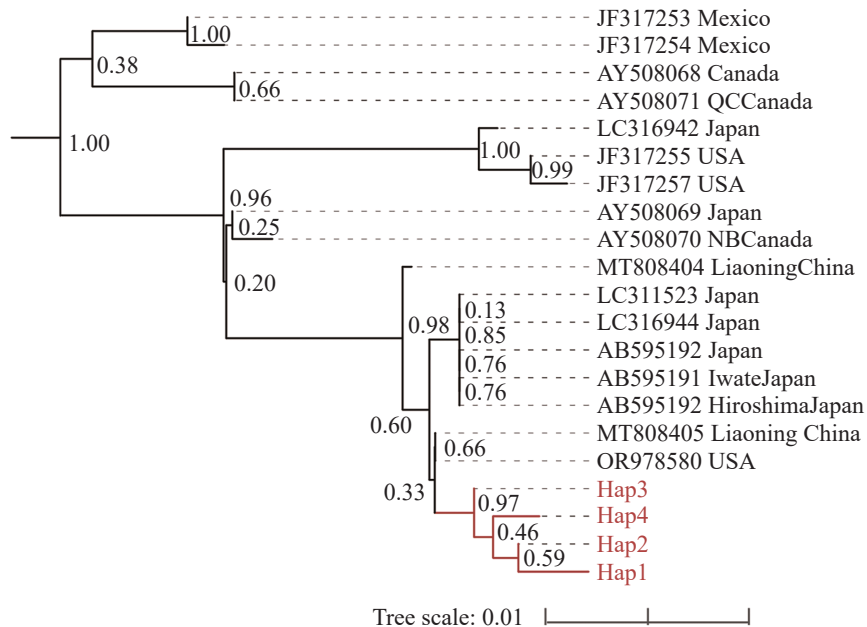 JF317253 Mexico
1.00
JF317254 Mexico
0.38
AY508068 Canada
0.66
AY508071 QCCanada
LC316942 Japan
1.00
1.00
JF317255 USA
0.99
JF317257 USA
0.96
AY508069 Japan
0.25
AY508070 NBCanada
MT808404 LiaoningChina
0.20
LC311523 Japan
0.13
0.98
LC316944 Japan
0.85
AB595192 Japan
0.76
AB595191 IwateJapan
0.76
AB595192 HiroshimaJapan
0.60
MT808405 Liaoning China
0.66
OR978580 USA
0.33
Hap3
0.97
Hap4
0.46
Hap2
0.59
Hap1
Tree scale: 0.01